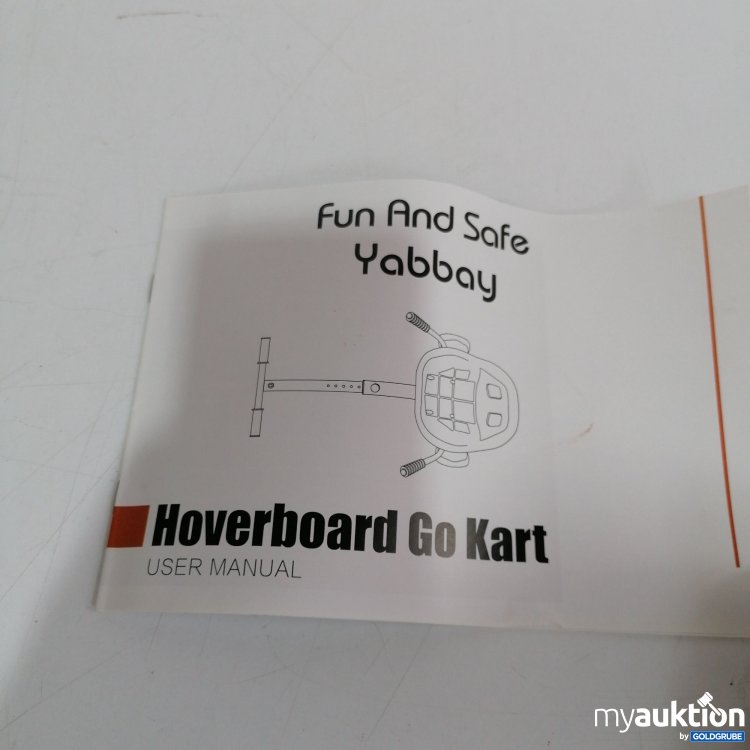 Fun And Safe
Yabbay
Hoverboard Go Kart
USER MANUAL
myauktion
by GOLDGRUBE